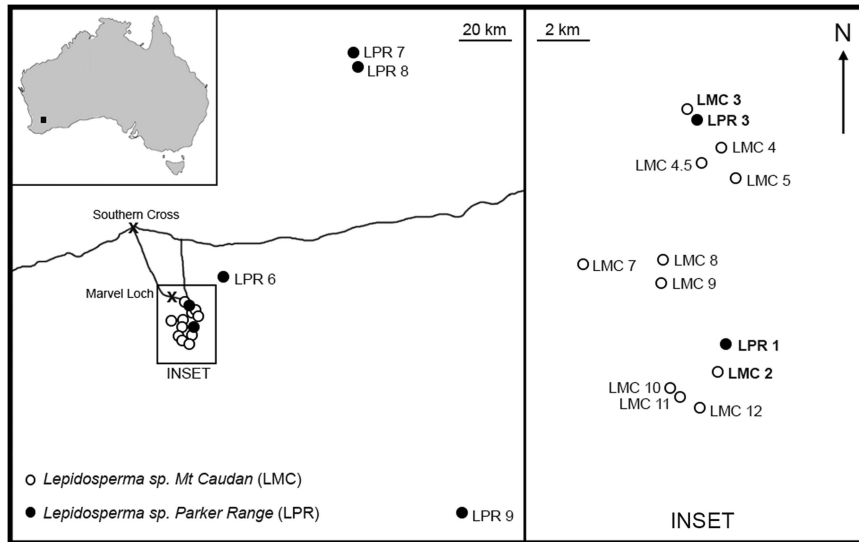 20 km
LPR 7
LPR 8
Southern Cross
X
LPR 6
Marvel Loch
X
INSET
Lepidosperma sp. Mt Caudan (LMC)
Lepidosperma sp. Parker Range (LPR)
LPR 9
2 km
N
LMC 3
LPR 3
LMC 4
LMC 4.5
LMC 5
LMC 7
LMC 8
LMC 9
LPR 1
LMC 2
LMC 10
LMC 11
LMC 12
INSET